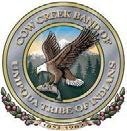 COW CREEK BAND OF
UMPQUA TRIBE OF INDIANS